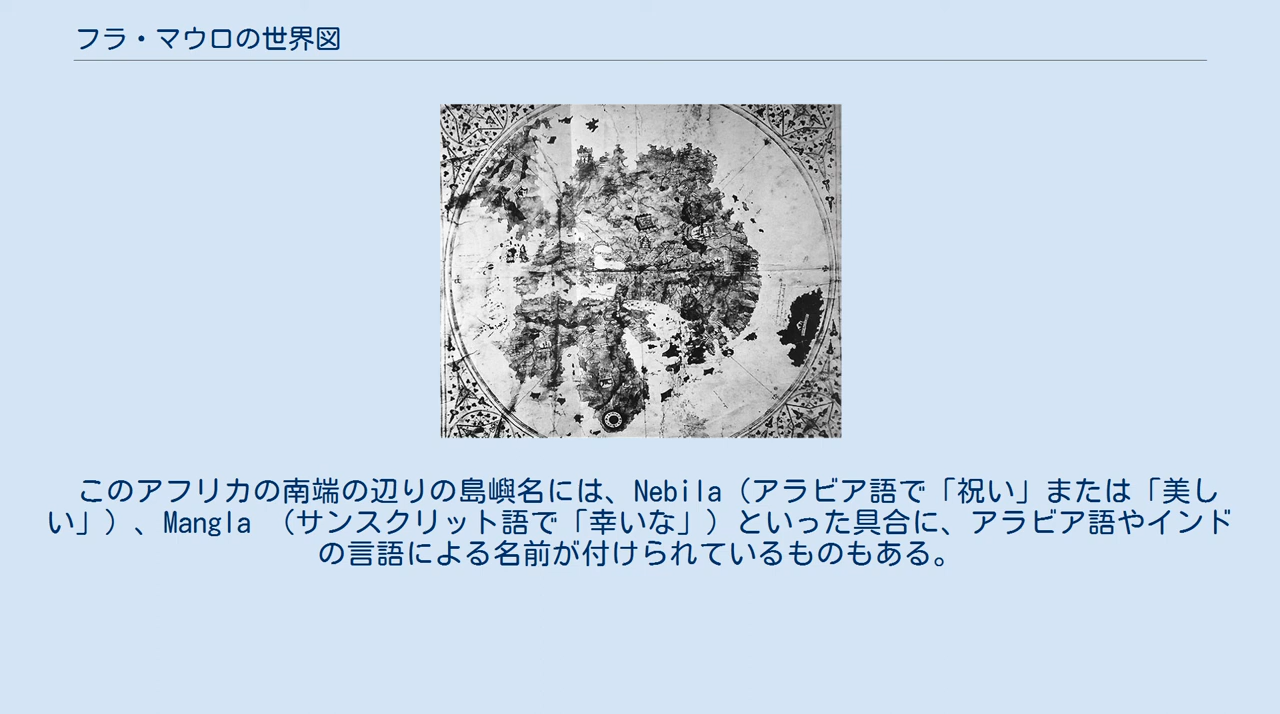 フラ・マウロの世界図
このアフリカの南端の辺りの島嶼名には、Nebila（アラビア語で「祝い」または「美し
い」）、Mangla （サンスクリット語で「幸いな」）といった具合に、アラビア語やインド
の言語による名前が付けられているものもある。